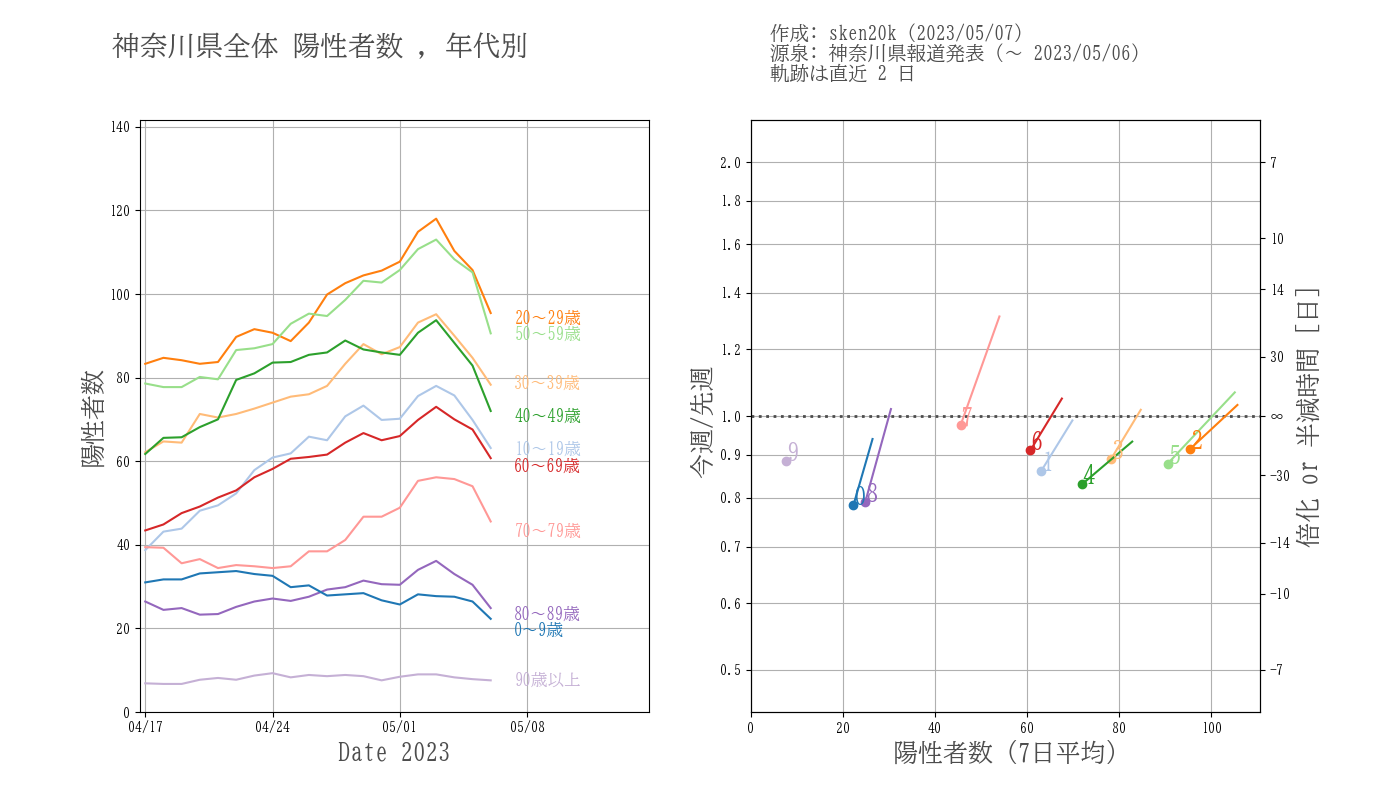 神奈川県全体 陽性者数 , 年代別
作成: sken20k (2023/05/07)
源泉: 神奈川県報道発表 (～ 2023/05/06)
軌跡は直近 2 日
陽性者数
140
120
100
80
60
40
20
0
04/17
04/24
05/01
05/08
Date 2023
20～29歳
50～59歳
30～39歳
40～49歳
10～19歳
60～69歳
70～79歳
80～89歳
0～9歳
90歳以上
今週/先週
2.0
1.8
1.6
1.4
1.2
1.0
0.9
0.8
0.7
0.6
0.5
0
20
40
60
80
100
陽性者数 (7日平均)
9
0
8
7
6
1
4
3
5
2
7
10
14
30
∞
−30
−14
−10
−7
倍化 or 半減時間 [日]